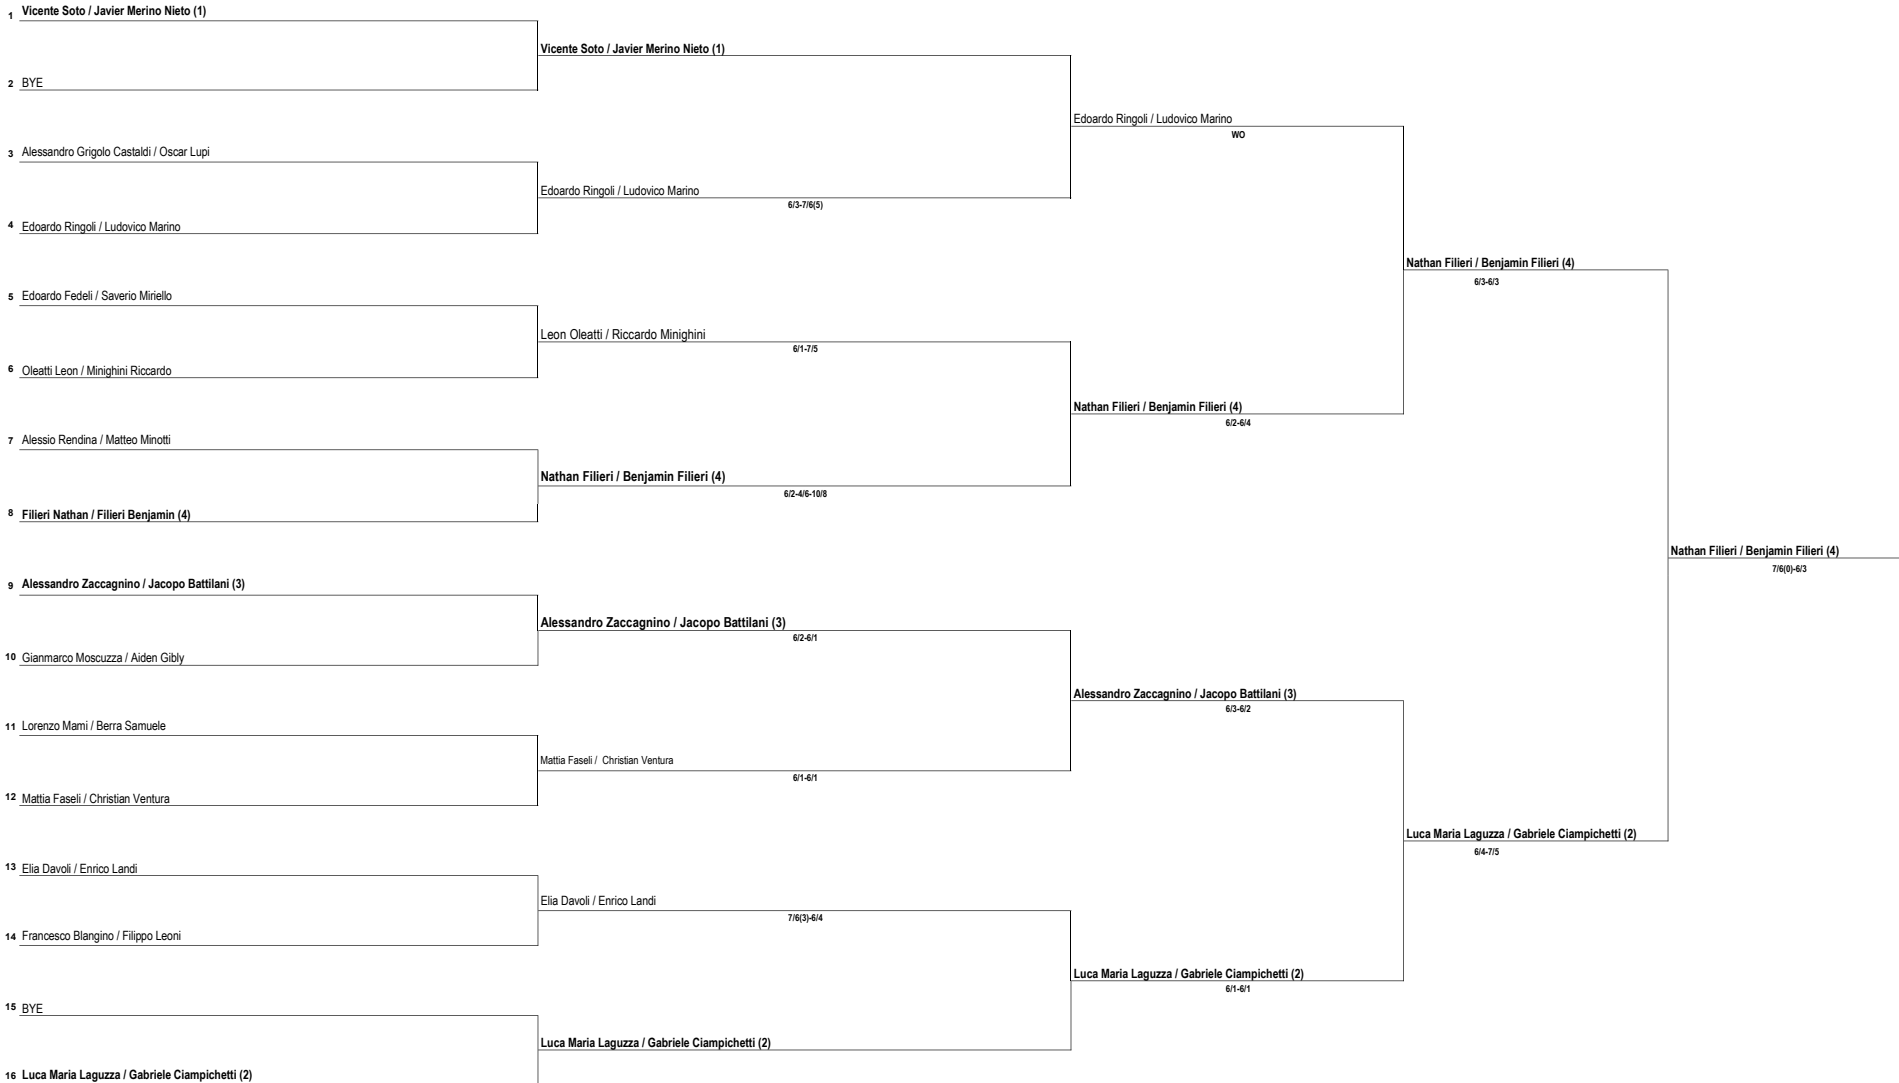 1 Vicente Soto / Javier Merino Nieto (1)
Vicente Soto / Javier Merino Nieto (1)
2 BYE
Edoardo Ringoli / Ludovico Marino
WO
3 Alessandro Grigolo Castaldi / Oscar Lupi
Edoardo Ringoli / Ludovico Marino
6/3-7/6(5)
4 Edoardo Ringoli / Ludovico Marino
Nathan Filieri / Benjamin Filieri (4)
6/3-6/3
5 Edoardo Fedeli / Saverio Miriello
Leon Oleatti / Riccardo Minighini
6/1-7/5
6 Oleatti Leon / Minighini Riccardo
Nathan Filieri / Benjamin Filieri (4)
6/2-6/4
7 Alessio Rendina / Matteo Minotti
Nathan Filieri / Benjamin Filieri (4)
6/2-4/6-10/8
8 Filieri Nathan / Filieri Benjamin (4)
Nathan Filieri / Benjamin Filieri (4)
7/6(0)-6/3
9 Alessandro Zaccagnino / Jacopo Battilani (3)
Alessandro Zaccagnino / Jacopo Battilani (3)
6/2-6/1
10 Gianmarco Moscuzza / Aiden Gibly
Alessandro Zaccagnino / Jacopo Battilani (3)
6/3-6/2
11 Lorenzo Mami / Berra Samuele
Mattia Faseli / Christian Ventura
6/1-6/1
12 Mattia Faseli / Christian Ventura
Luca Maria Laguzza / Gabriele Ciampichetti (2)
6/4-7/5
13 Elia Davoli / Enrico Landi
Elia Davoli / Enrico Landi
7/6(3)-6/4
14 Francesco Blangino / Filippo Leoni
Luca Maria Laguzza / Gabriele Ciampichetti (2)
6/1-6/1
15 BYE
Luca Maria Laguzza / Gabriele Ciampichetti (2)
16 Luca Maria Laguzza / Gabriele Ciampichetti (2)